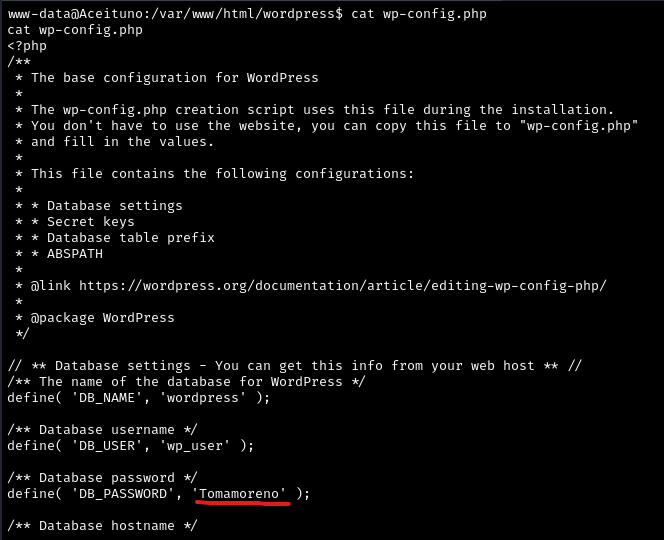 www-data@Aceituno:/var/www/html/wordpress$ cat wp-config.php
cat wp-config.php
<?php
/**
 * The base configuration for WordPress
 *
 * The wp-config.php creation script uses this file during the installation.
 * You don't have to use the website, you can copy this file to "wp-config.php"
 * and fill in the values.
 *
 * This file contains the following configurations:
 *
 * * Database settings
 * * Secret keys
 * * Database table prefix
 * * ABSPATH
 *
 * @link https://wordpress.org/documentation/article/editing-wp-config-php/
 *
 * @package WordPress
 */

// ** Database settings - You can get this info from your web host ** //
/** The name of the database for WordPress */
define( 'DB_NAME', 'wordpress' );

/** Database username */
define( 'DB_USER', 'wp_user' );

/** Database password */
define( 'DB_PASSWORD', 'Tomamoreno' );

/** Database hostname */